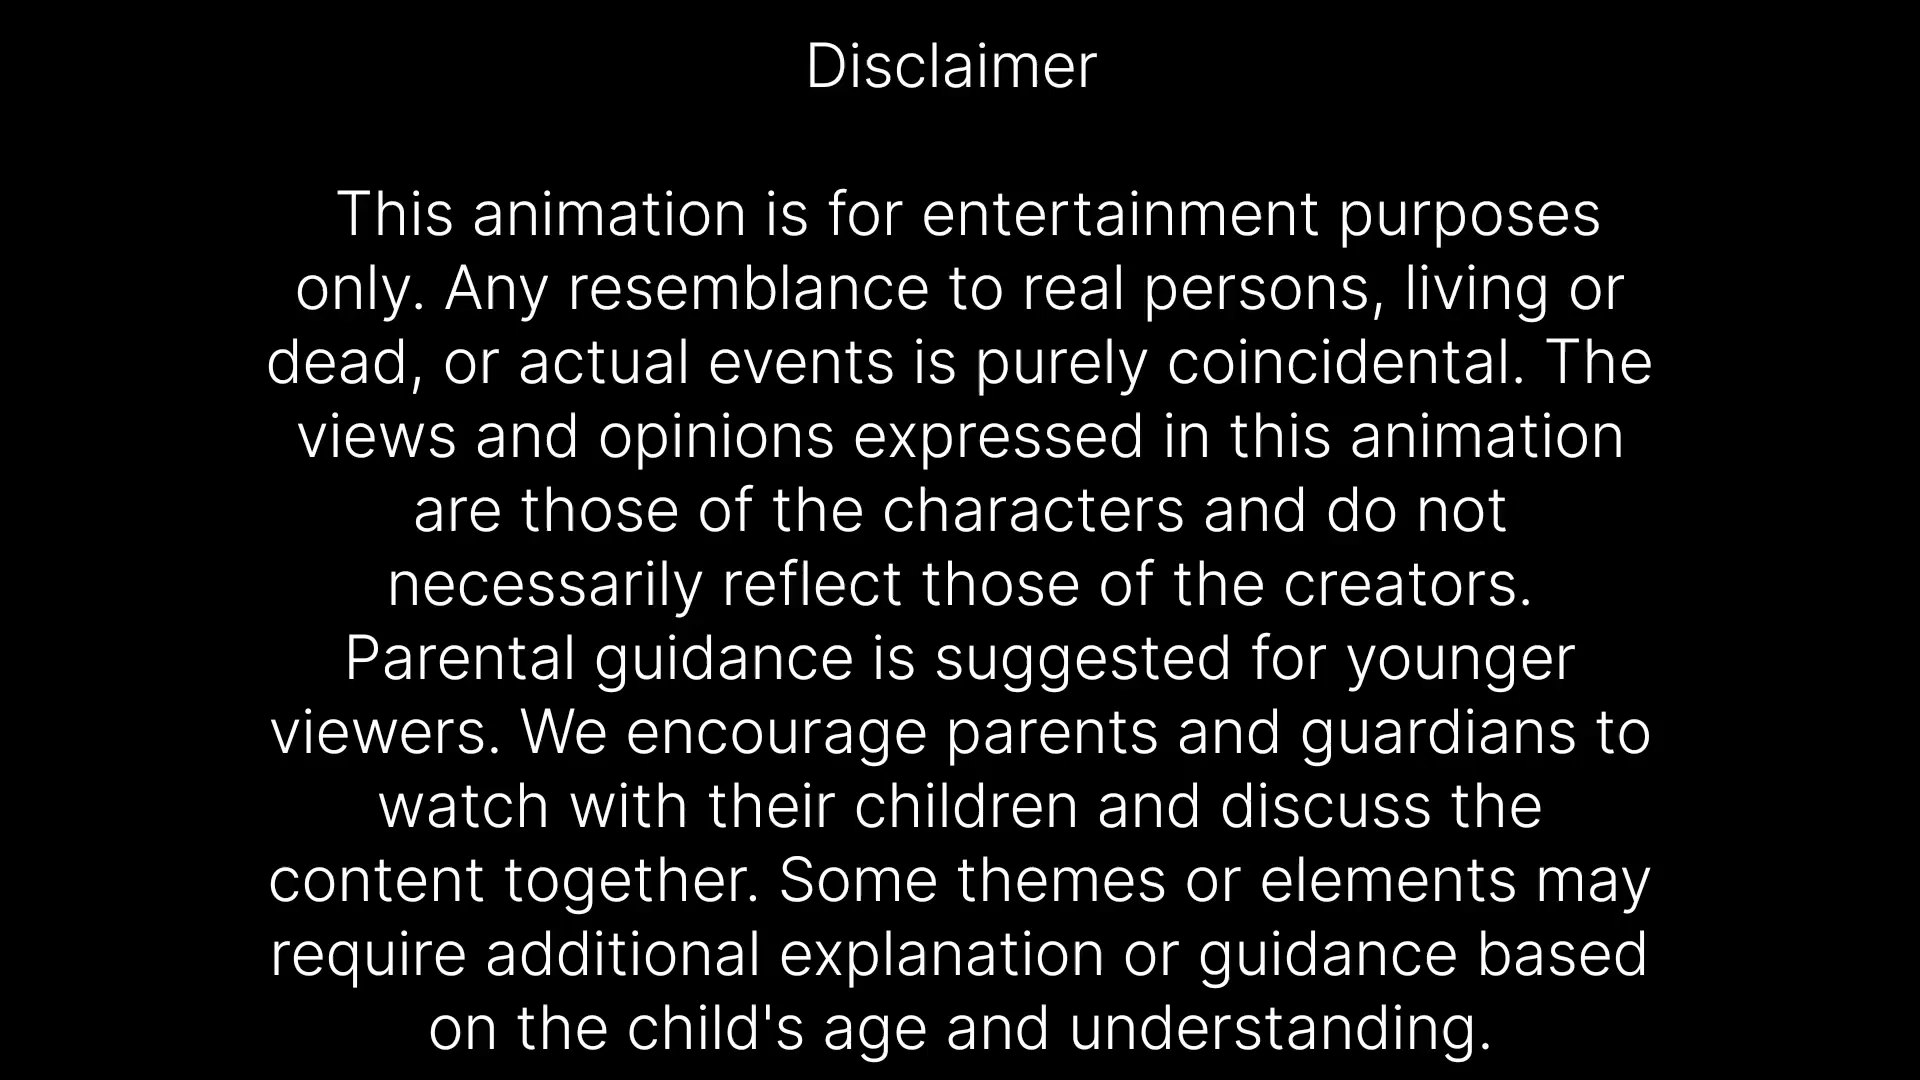 Disclaimer
This animation is for entertainment purposes
only. Any resemblance to real persons, living or
dead, or actual events is purely coincidental. The
views and opinions expressed in this animation
are those of the characters and do not
necessarily reflect those of the creators.
Parental guidance is suggested for younger
viewers. We encourage parents and guardians to
watch with their children and discuss the
content together. Some themes or elements may
require additional explanation or guidance based
on the child's age and understanding.